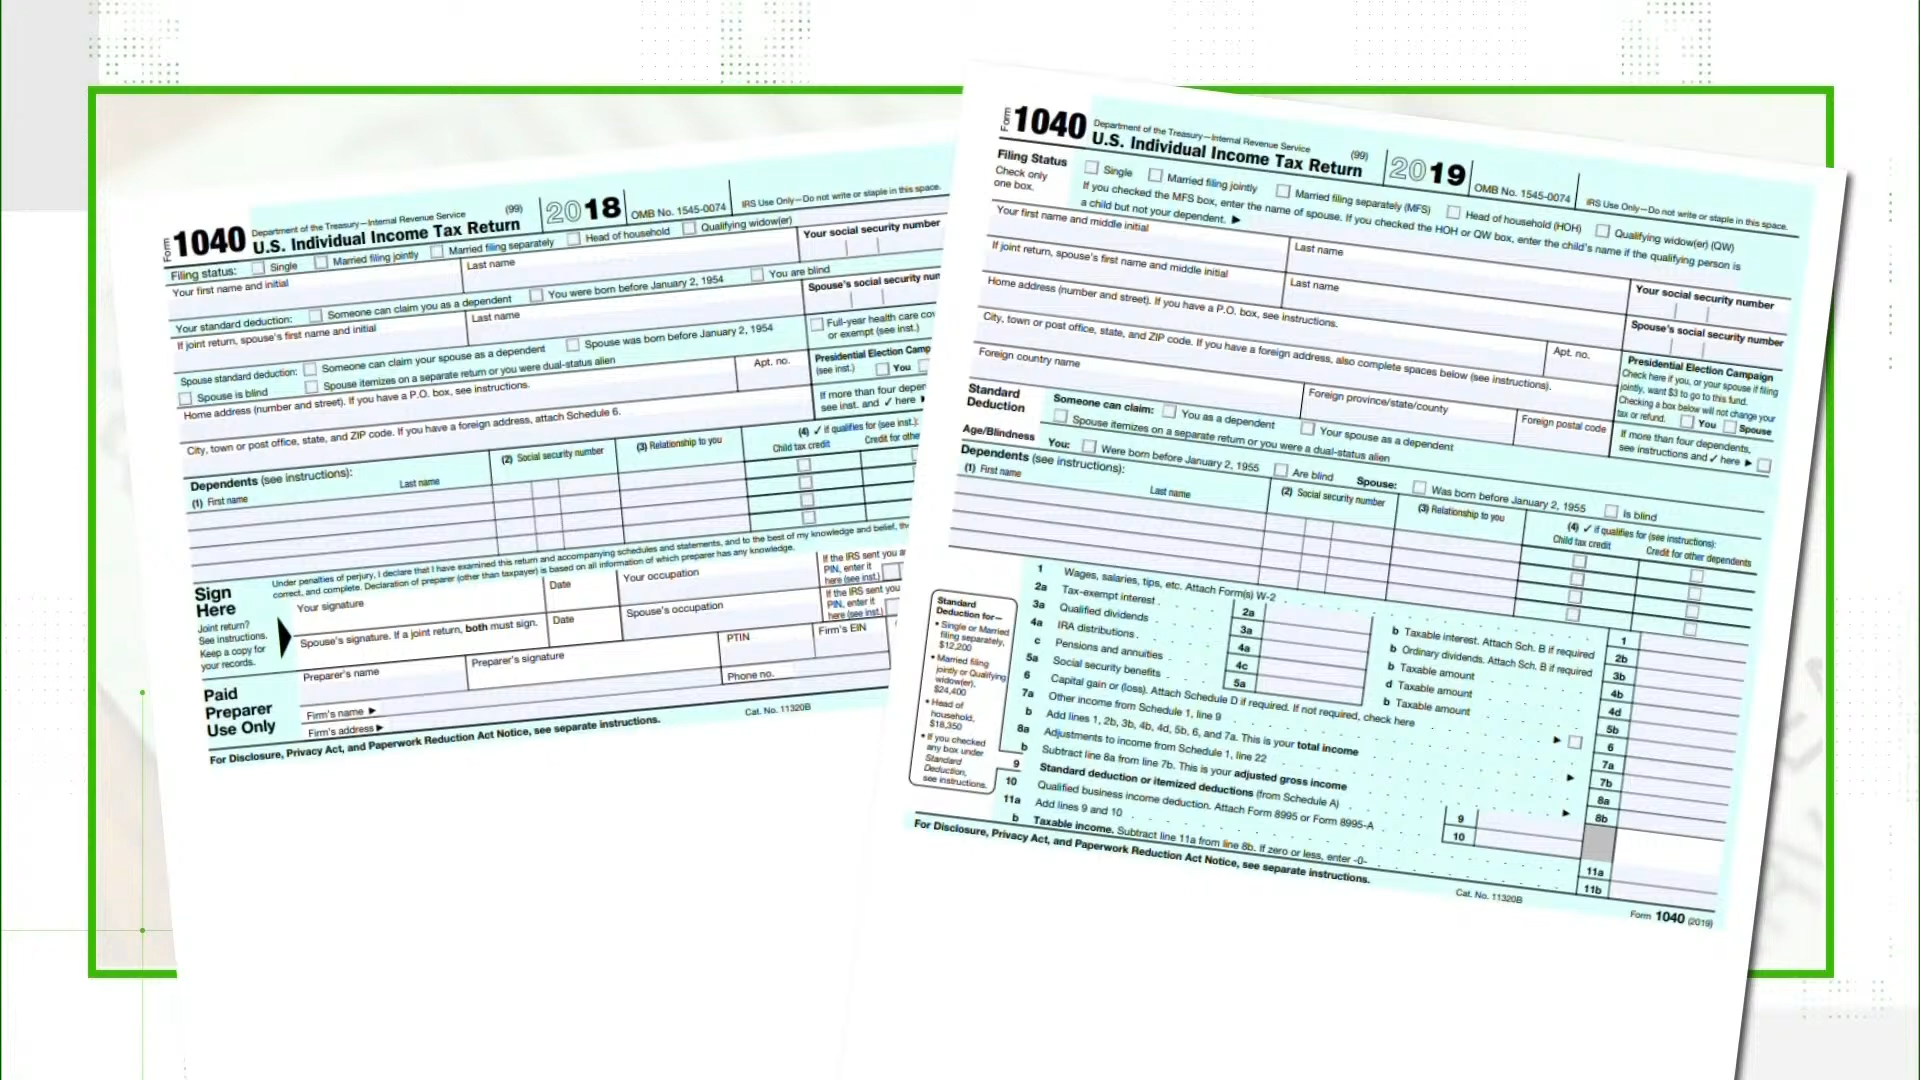 Form 1040 Department of the Treasury—Internal Revenue Service (99)
U.S. Individual Income Tax Return 2018 OMB No. 1545-0074 IRS Use Only—Do not write or staple in this space.
Filing status: Single Married filing jointly Married filing separately Head of household Qualifying widow(er)
Your first name and initial Last name Your social security number
Your standard deduction: Someone can claim you as a dependent You were born before January 2, 1954 You are blind
If joint return, spouse's first name and initial Last name Spouse's social security num
Spouse standard deduction: Someone can claim your spouse as a dependent Spouse was born before January 2, 1954 Full-year health care cov
Spouse is blind Spouse itemizes on a separate return or you were dual-status alien or exempt (see inst.)
Home address (number and street). If you have a P.O. box, see instructions. Apt. no. Presidential Election Camp
(see inst.) You
City, town or post office, state, and ZIP code. If you have a foreign address, attach Schedule 6. If more than four depen
see inst. and ✓ here ▶
Dependents (see instructions): (2) Social security number (3) Relationship to you (4) ✓ if qualifies for (see inst.):
(1) First name Last name Child tax credit Credit for othe
Sign Here
Under penalties of perjury, I declare that I have examined this return and accompanying schedules and statements, and to the best of my knowledge and belief, the
correct, and complete. Declaration of preparer (other than taxpayer) is based on all information of which preparer has any knowledge.
Joint return?
See instructions.
Keep a copy for
your records.
Your signature Date Your occupation If the IRS sent you
PIN, enter it
here (see inst.)
Spouse's signature. If a joint return, both must sign. Date Spouse's occupation If the IRS sent you
PIN, enter it
here (see inst.)
Paid
Preparer
Use Only
Preparer's name Preparer's signature PTIN Firm's EIN
Firm's name ▶ Phone no.
Firm's address ▶
For Disclosure, Privacy Act, and Paperwork Reduction Act Notice, see separate instructions. Cat. No. 11320B
Form 1040 Department of the Treasury—Internal Revenue Service (99)
U.S. Individual Income Tax Return 2019 OMB No. 1545-0074 IRS Use Only—Do not write or staple in this space.
Filing Status Single Married filing jointly Married filing separately (MFS) Head of household (HOH) Qualifying widow(er) (QW)
Check only
one box.
If you checked the MFS box, enter the name of spouse. If you checked the HOH or QW box, enter the child's name if the qualifying person is
a child but not your dependent. ▶
Your first name and middle initial Last name Your social security number
If joint return, spouse's first name and middle initial Last name Spouse's social security number
Home address (number and street). If you have a P.O. box, see instructions. Apt. no. Presidential Election Campaign
Check here if you, or your spouse if filing
jointly, want $3 to go to this fund.
Checking a box below will not change your
tax or refund. You Spouse
City, town or post office, state, and ZIP code. If you have a foreign address, also complete spaces below (see instructions).
Foreign country name Foreign province/state/county Foreign postal code If more than four dependents,
see instructions and ✓ here ▶
Standard
Deduction
Someone can claim: You as a dependent Your spouse as a dependent
Spouse itemizes on a separate return or you were a dual-status alien
Age/Blindness You: Were born before January 2, 1955 Are blind Spouse: Was born before January 2, 1955 Is blind
Dependents (see instructions): (2) Social security number (3) Relationship to you (4) ✓ if qualifies for (see instructions):
(1) First name Last name Child tax credit Credit for other dependents
1 Wages, salaries, tips, etc. Attach Form(s) W-2 1
2a Tax-exempt interest 2a b Taxable interest. Attach Sch. B if required 2b
3a Qualified dividends 3a b Ordinary dividends. Attach Sch. B if required 3b
4a IRA distributions 4a b Taxable amount 4b
c Pensions and annuities 4c d Taxable amount 4d
5a Social security benefits 5a b Taxable amount 5b
6 Capital gain or (loss). Attach Schedule D if required. If not required, check here ▶ 6
7a Other income from Schedule 1, line 9 7a
b Add lines 1, 2b, 3b, 4b, 4d, 5b, 6, and 7a. This is your total income ▶ 7b
8a Adjustments to income from Schedule 1, line 22 8a
b Subtract line 8a from line 7b. This is your adjusted gross income ▶ 8b
9 Standard deduction or itemized deductions (from Schedule A) 9
10 Qualified business income deduction. Attach Form 8995 or Form 8995-A 10
11a Add lines 9 and 10 11a
b Taxable income. Subtract line 11a from line 8b. If zero or less, enter -0- 11b
Standard
Deduction for—
• Single or Married
filing separately,
$12,200
• Married filing
jointly or Qualifying
widow(er),
$24,400
• Head of
household,
$18,350
• If you checked
any box under
Standard
Deduction,
see instructions.
For Disclosure, Privacy Act, and Paperwork Reduction Act Notice, see separate instructions. Cat. No. 11320B Form 1040 (2019)